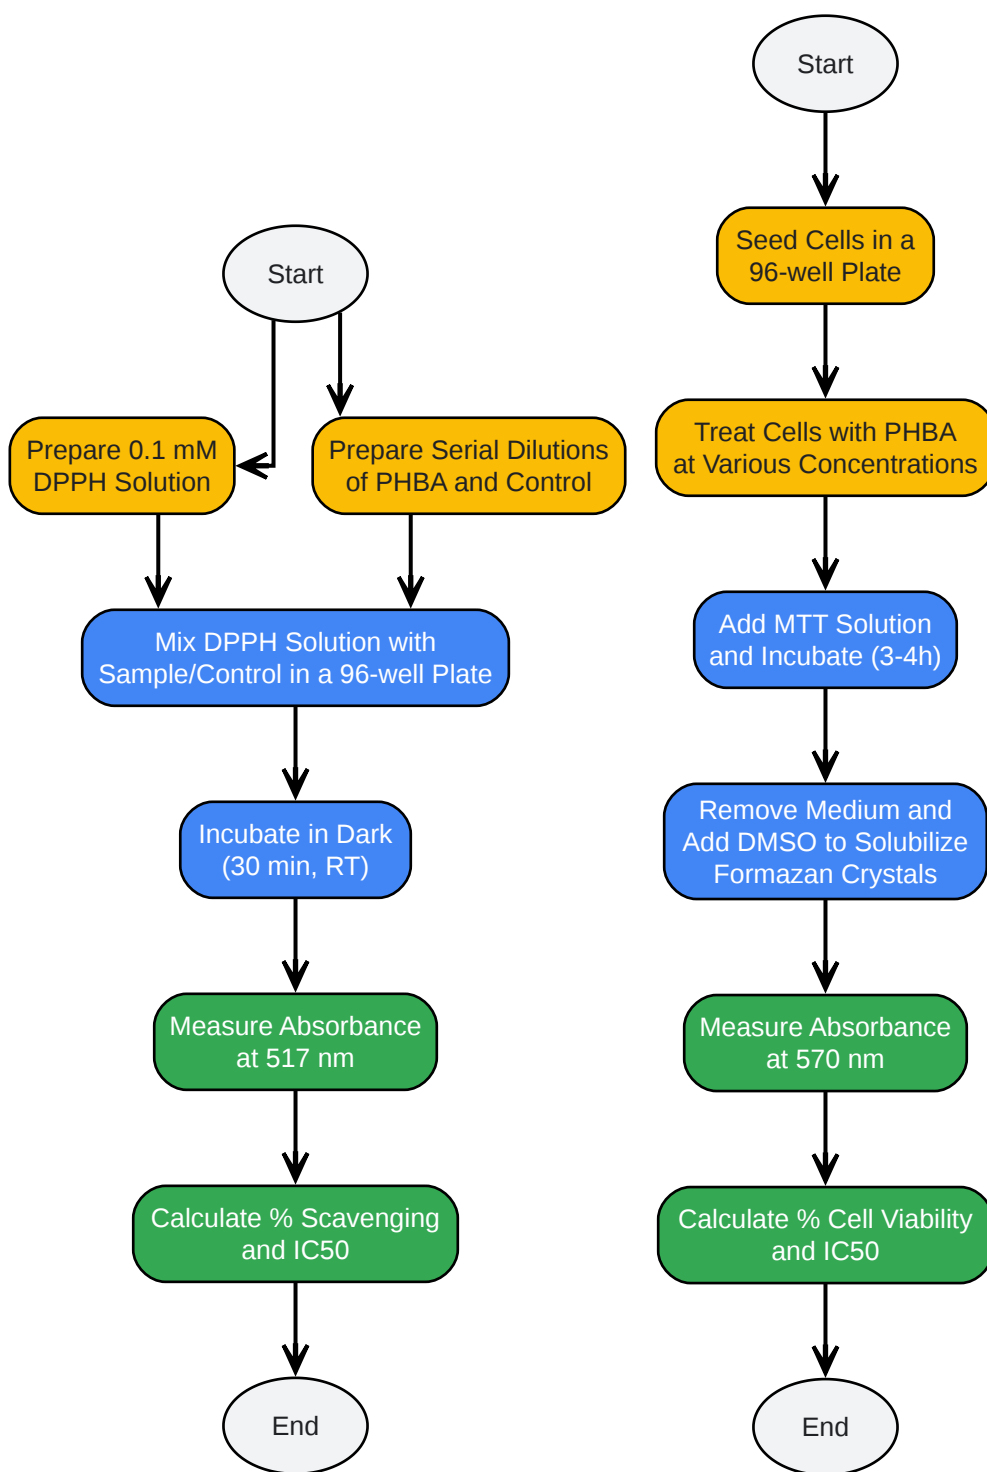 Start
Prepare 0.1 mM
DPPH Solution
Prepare Serial Dilutions
of PHBA and Control
Mix DPPH Solution with
Sample/Control in a 96-well Plate
Incubate in Dark
(30 min, RT)
Measure Absorbance
at 517 nm
Calculate % Scavenging
and IC50
End
Start
Seed Cells in a
96-well Plate
Treat Cells with PHBA
at Various Concentrations
Add MTT Solution
and Incubate (3-4h)
Remove Medium and
Add DMSO to Solubilize
Formazan Crystals
Measure Absorbance
at 570 nm
Calculate % Cell Viability
and IC50
End